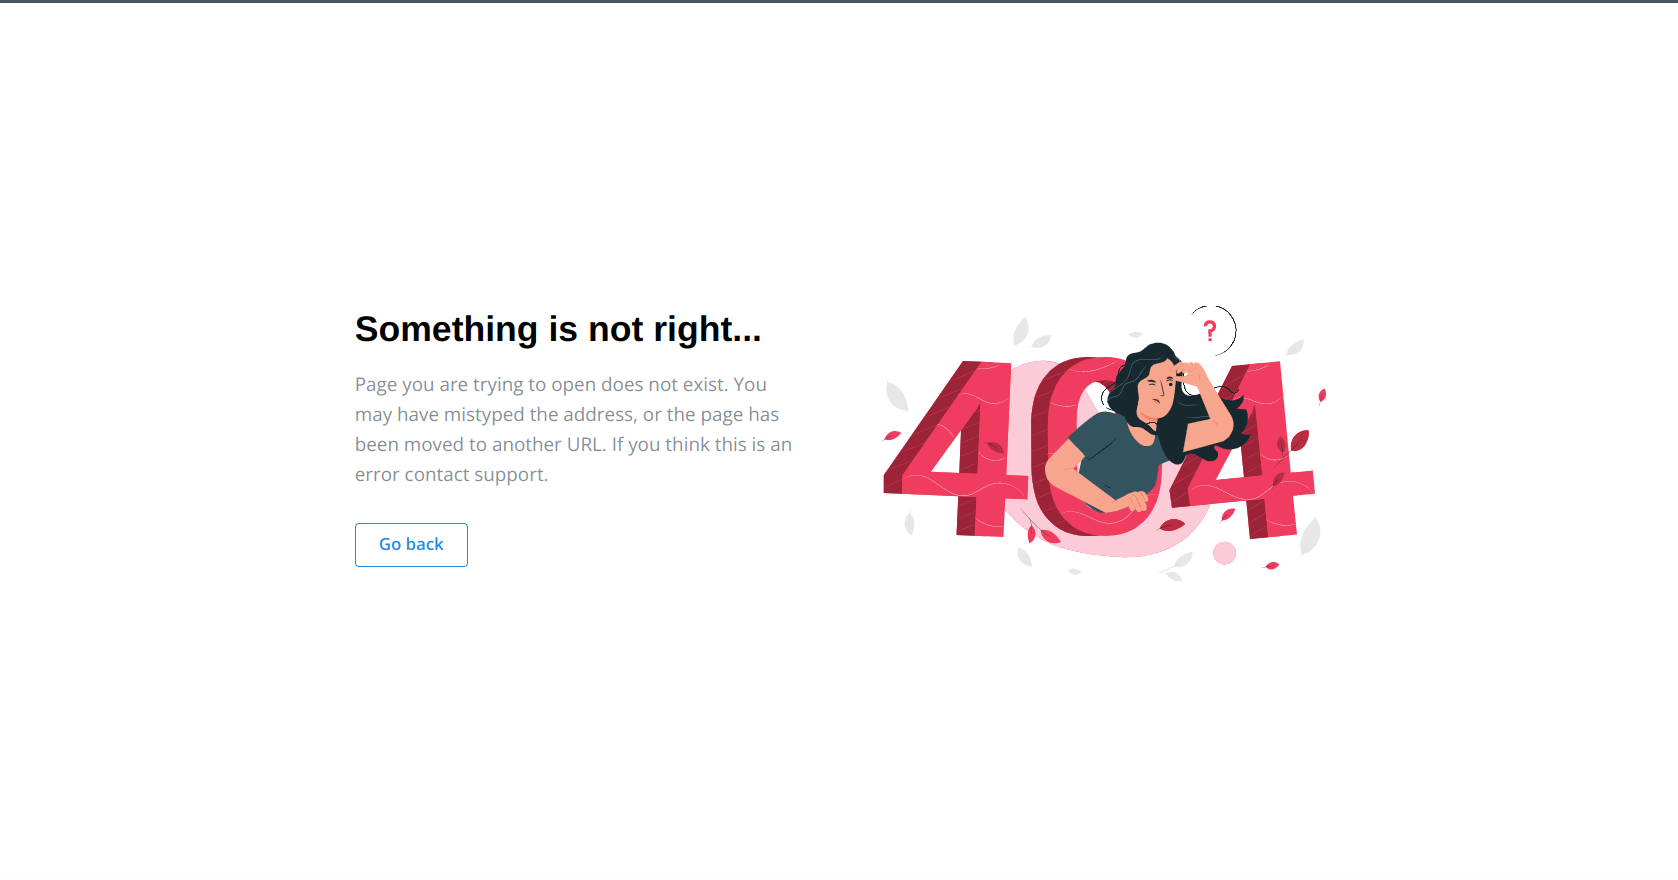 Something is not right...
Page you are trying to open does not exist. You
may have mistyped the address, or the page has
been moved to another URL. If you think this is an
error contact support.
Go back
?
404